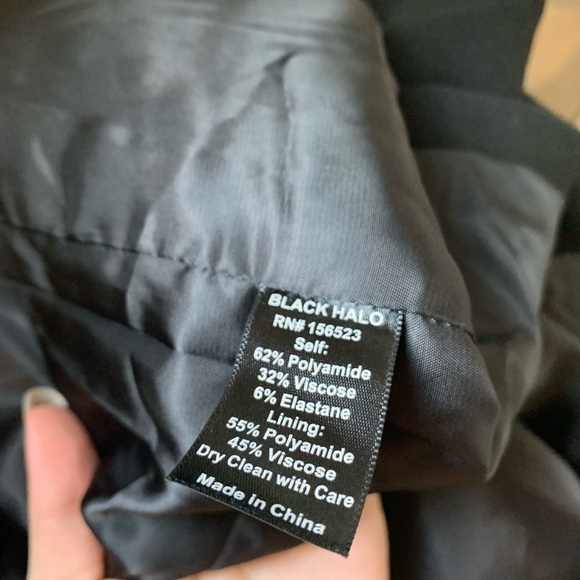 BLACK HALO
RN# 156523
Self:
62% Polyamide
32% Viscose
6% Elastane
Lining:
55% Polyamide
45% Viscose
Dry Clean with Care
Made in China